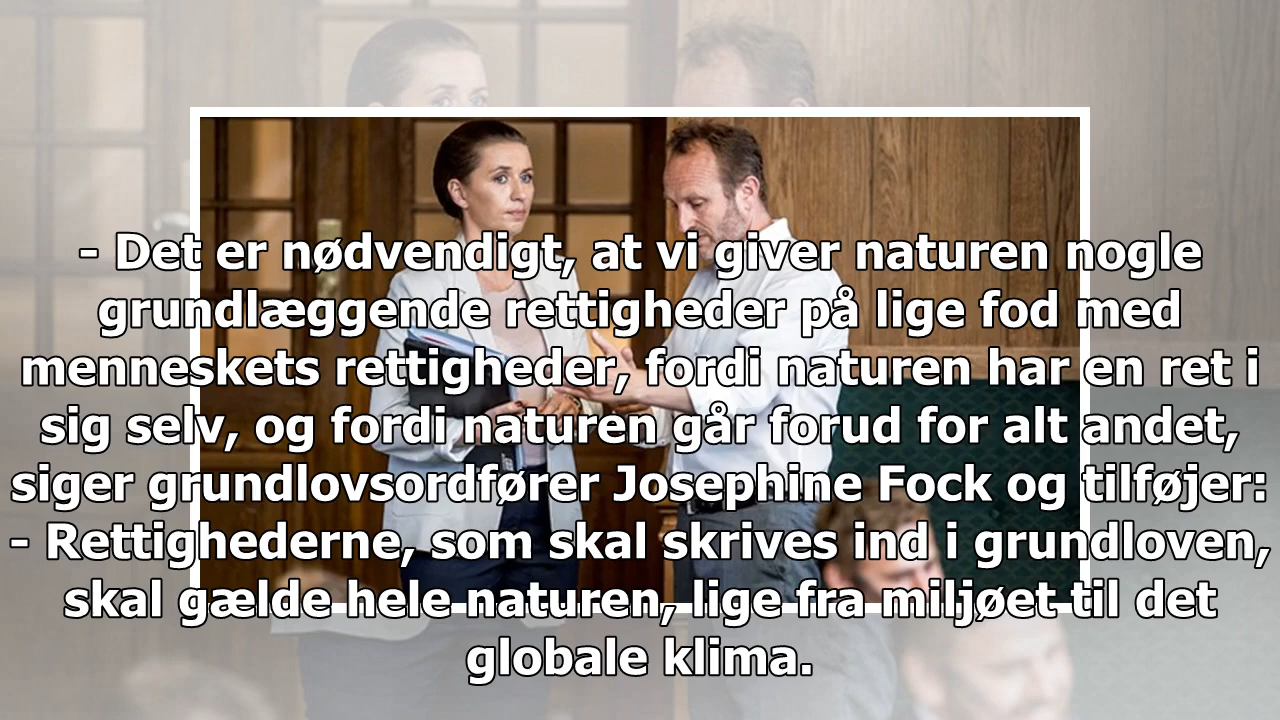 - Det er nødvendigt, at vi giver naturen nogle
grundlæggende rettigheder på lige fod med
menneskets rettigheder, fordi naturen har en ret i
sig selv, og fordi naturen går forud for alt andet,
siger grundlovsordfører Josephine Fock og tilføjer:
- Rettighederne, som skal skrives ind i grundloven,
skal gælde hele naturen, lige fra miljøet til det
globale klima.